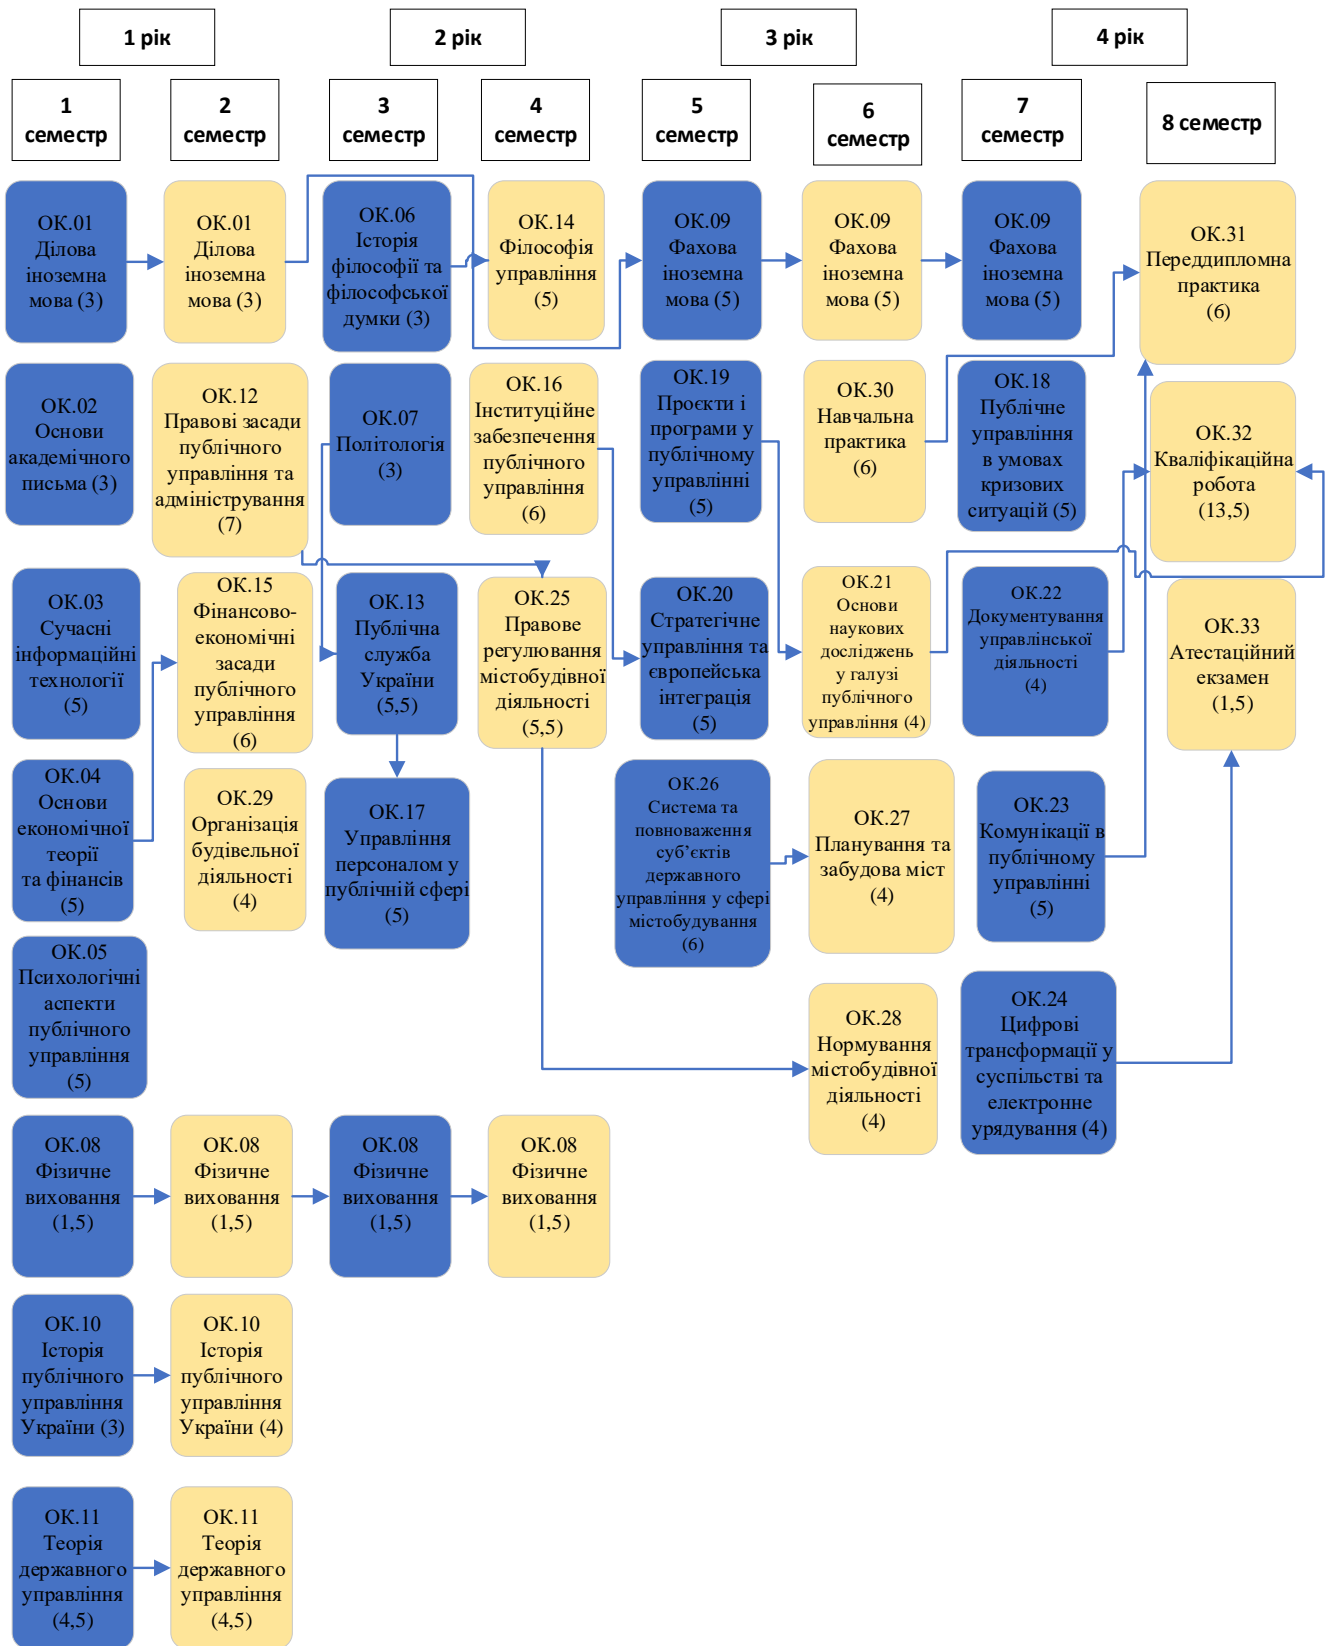 1 рік
2 рік
3 рік
4 рік
1
семестр
2
семестр
3
семестр
4
семестр
5
семестр
6
семестр
7
семестр
8 семестр
ОК.01
Ділова
іноземна
мова (3)
ОК.01
Ділова
іноземна
мова (3)
ОК.06
Історія
філософії та
філософської
думки (3)
ОК.14
Філософія
управління
(5)
ОК.09
Фахова
іноземна
мова (5)
ОК.09
Фахова
іноземна
мова (5)
ОК.09
Фахова
іноземна
мова (5)
ОК.31
Переддипломна
практика
(6)
ОК.02
Основи
академічного
письма (3)
ОК.12
Правові засади
публічного
управління та
адміністрування
(7)
ОК.07
Політологія
(3)
ОК.16
Інституційне
забезпечення
публічного
управління
(6)
ОК.19
Проєкти і
програми у
публічному
управлінні
(5)
ОК.30
Навчальна
практика
(6)
ОК.18
Публічне
управління
в умовах
кризових
ситуацій (5)
ОК.32
Кваліфікаційна
робота
(13,5)
ОК.03
Сучасні
інформаційні
технології
(5)
ОК.15
Фінансово-
економічні
засади
публічного
управління
(6)
ОК.13
Публічна
служба
України
(5,5)
ОК.25
Правове
регулювання
містобудівної
діяльності
(5,5)
ОК.20
Стратегічне
управління та
європейська
інтеграція
(5)
ОК.21
Основи
наукових
досліджень
у галузі
публічного
управління (4)
ОК.22
Документування
управлінської
діяльності
(4)
ОК.33
Атестаційний
екзамен
(1,5)
ОК.04
Основи
економічної
теорії
та фінансів
(5)
ОК.29
Організація
будівельної
діяльності
(4)
ОК.17
Управління
персоналом у
публічній сфері
(5)
ОК.26
Система та
повноваження
суб’єктів
державного
управління у сфері
містобудування
(6)
ОК.27
Планування та
забудова міст
(4)
ОК.23
Комунікації в
публічному
управлінні
(5)
ОК.05
Психологічні
аспекти
публічного
управління
(5)
ОК.28
Нормування
містобудівної
діяльності
(4)
ОК.24
Цифрові
трансформації у
суспільстві та
електронне
урядування (4)
ОК.08
Фізичне
виховання
(1,5)
ОК.08
Фізичне
виховання
(1,5)
ОК.08
Фізичне
виховання
(1,5)
ОК.08
Фізичне
виховання
(1,5)
ОК.10
Історія
публічного
управління
України (3)
ОК.10
Історія
публічного
управління
України (4)
ОК.11
Теорія
державного
управління
(4,5)
ОК.11
Теорія
державного
управління
(4,5)